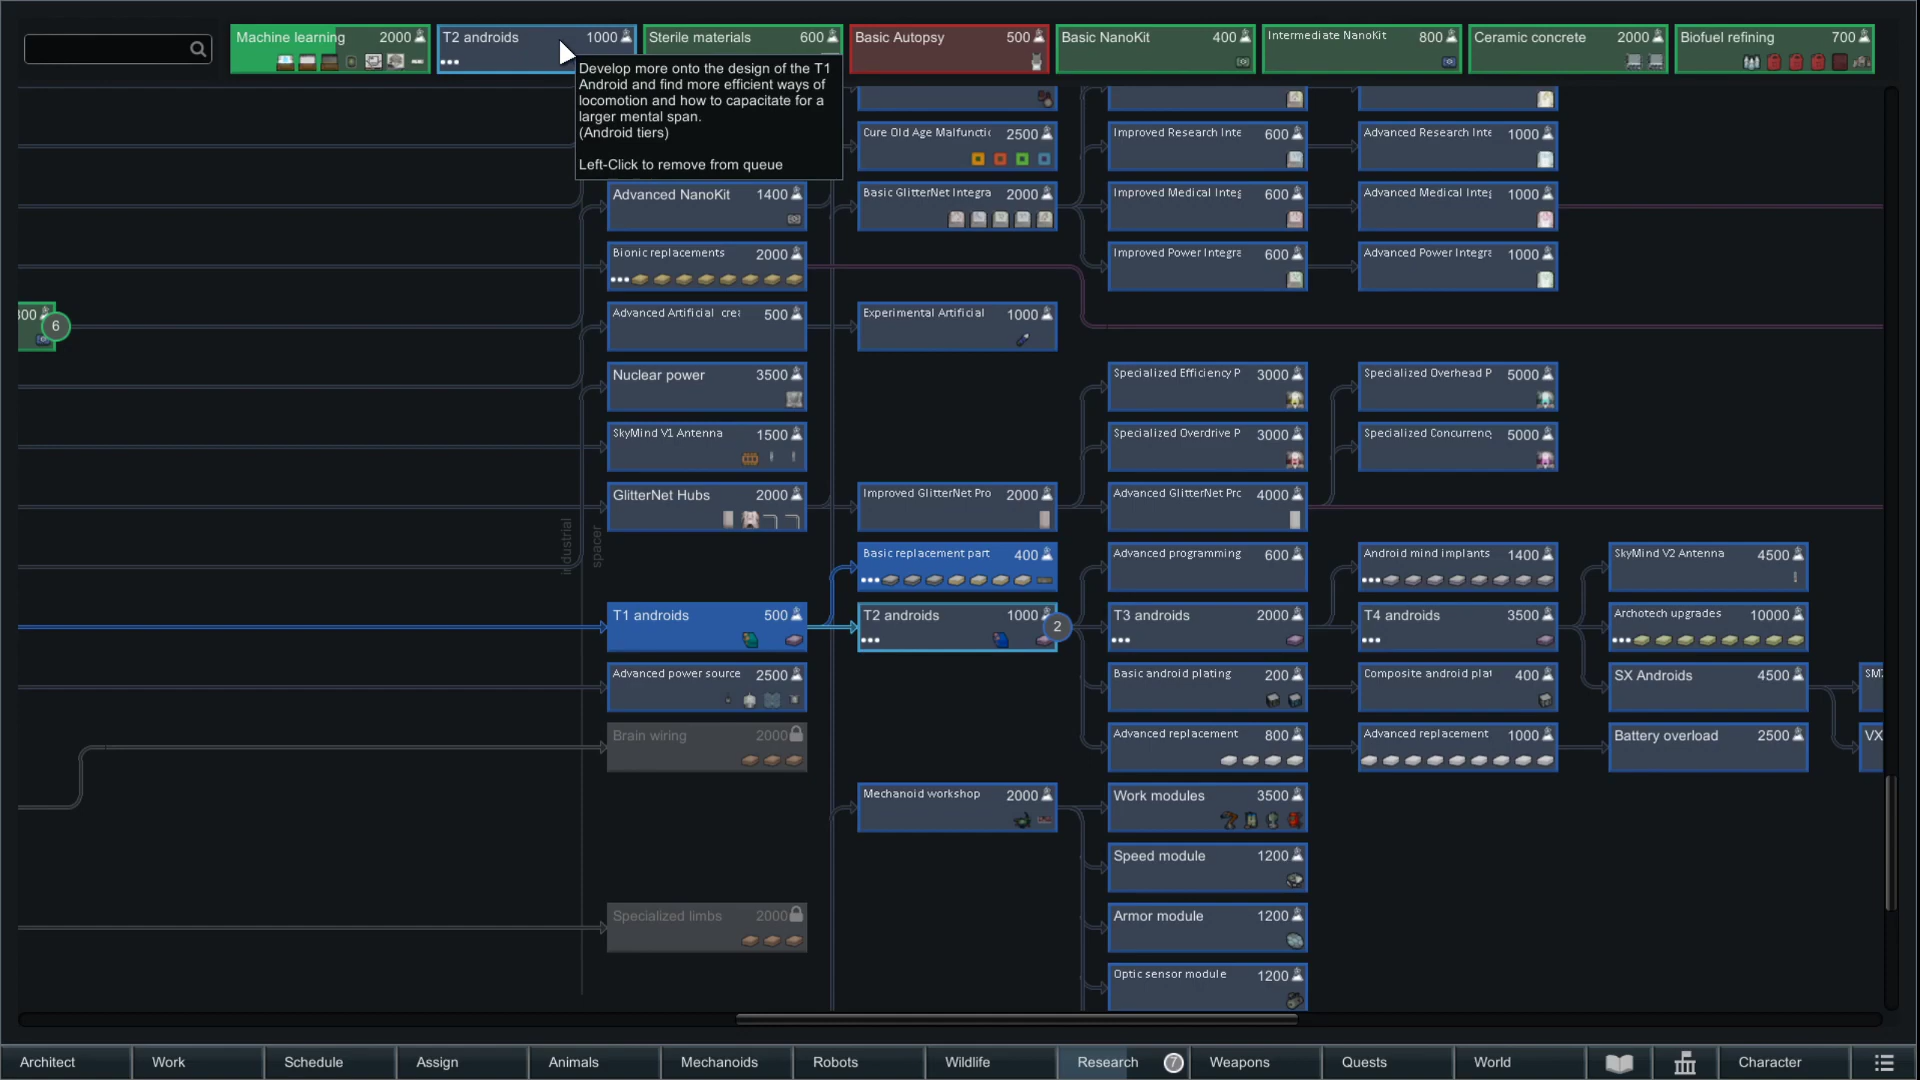 Machine learning 2000
T2 androids 1000
Sterile materials 600
Basic Autopsy 500
Basic NanoKit 400
Intermediate NanoKit 800
Ceramic concrete 2000
Biofuel refining 700
Develop more onto the design of the T1
Android and find more efficient ways of
locomotion and how to capacitate for a
larger mental span.
(Android tiers)
Left-Click to remove from queue
Cure Old Age Malfunctic 2500
Improved Research Inte 600
Advanced Research Inte 1000
Advanced NanoKit 1400
Basic GlitterNet Integra 2000
Improved Medical Integ 600
Advanced Medical Integ 1000
Bionic replacements 2000
Improved Power Integra 600
Advanced Power Integra 1000
6
Advanced Artificial crea 500
Experimental Artificial 1000
Nuclear power 3500
Specialized Efficiency P 3000
Specialized Overhead P 5000
SkyMind V1 Antenna 1500
Specialized Overdrive P 3000
Specialized Concurrenc 5000
GlitterNet Hubs 2000
Improved GlitterNet Pro 2000
Advanced GlitterNet Prc 4000
industrial
spacer
Basic replacement part 400
Advanced programming 600
Android mind implants 1400
SkyMind V2 Antenna 4500
T1 androids 500
T2 androids 1000
2
T3 androids 2000
T4 androids 3500
Archotech upgrades 10000
Advanced power source 2500
Basic android plating 200
Composite android plat 400
SX Androids 4500
Brain wiring 2000
Advanced replacement 800
Advanced replacement 1000
Battery overload 2500
VX
Mechanoid workshop 2000
Work modules 3500
Speed module 1200
Specialized limbs 2000
Armor module 1200
Optic sensor module 1200
Architect
Work
Schedule
Assign
Animals
Mechanoids
Robots
Wildlife
Research 7
Weapons
Quests
World
Character